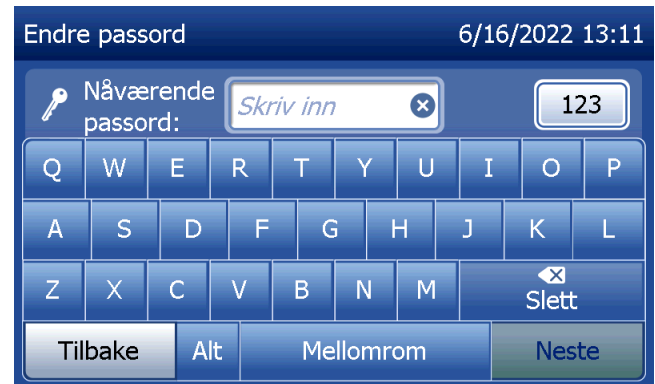 Endre passord 6/16/2022 13:11
Nåværende
passord: Skriv inn 123
Q W E R T Y U I O P
A S D F G H J K L
Z X C V B N M Slett
Tilbake Alt Mellomrom Neste